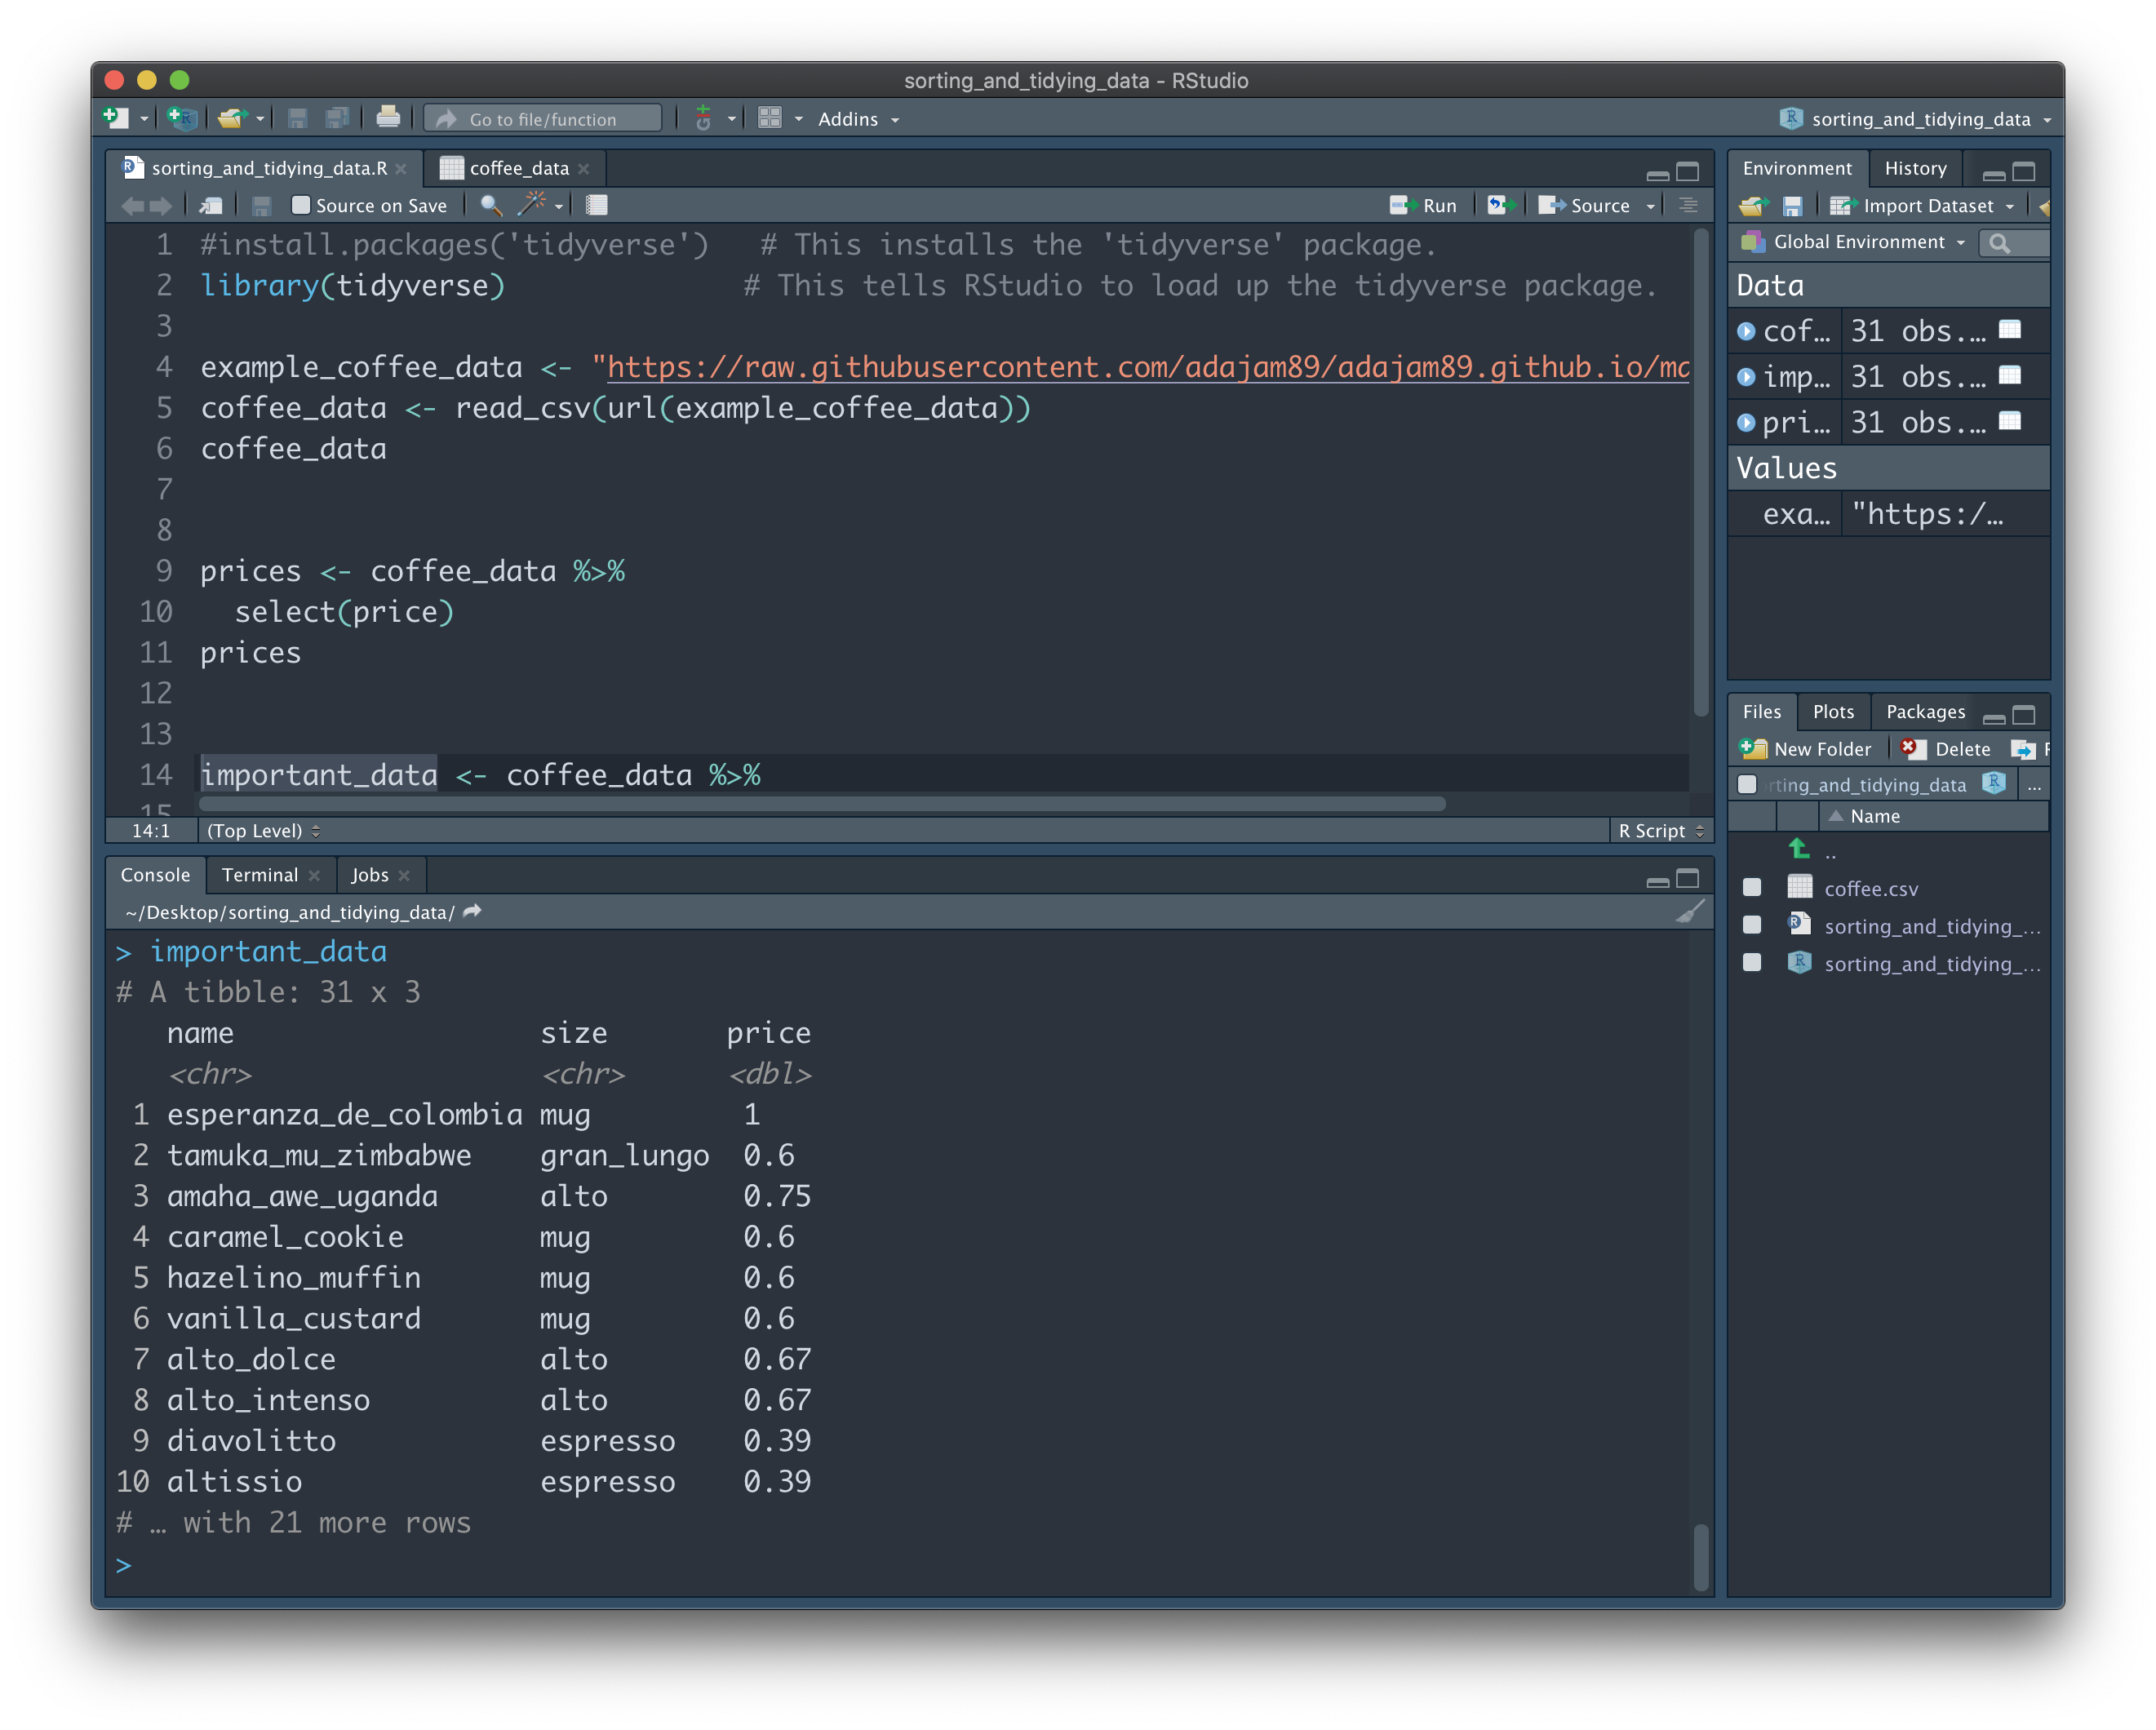 sorting_and_tidying_data - RStudio
Go to file/function
Addins
sorting_and_tidying_data
sorting_and_tidying_data.R
coffee_data
Source on Save
Run
Source
1 #install.packages('tidyverse')   # This installs the 'tidyverse' package.
2 library(tidyverse)   # This tells RStudio to load up the tidyverse package.
3
4 example_coffee_data <- "https://raw.githubusercontent.com/adajam89/adajam89.github.io/ma
5 coffee_data <- read_csv(url(example_coffee_data))
6 coffee_data
7
8
9 prices <- coffee_data %>%
10   select(price)
11 prices
12
13
14 important_data <- coffee_data %>%
15
14:1 (Top Level) R Script
Console Terminal Jobs
~/Desktop/sorting_and_tidying_data/
> important_data
# A tibble: 31 x 3
name size price
<chr> <chr> <dbl>
1 esperanza_de_colombia mug 1
2 tamuka_mu_zimbabwe gran_lungo 0.6
3 amaha_awe_uganda alto 0.75
4 caramel_cookie mug 0.6
5 hazelino_muffin mug 0.6
6 vanilla_custard mug 0.6
7 alto_dolce alto 0.67
8 alto_intenso alto 0.67
9 diavolitto espresso 0.39
10 altissio espresso 0.39
# … with 21 more rows
>
Environment History
Import Dataset
Global Environment
Data
cof… 31 obs.…
imp… 31 obs.…
pri… 31 obs.…
Values
exa… "https:/…
Files Plots Packages
New Folder Delete R
rting_and_tidying_data R ...
Name
..
coffee.csv
sorting_and_tidying_…
sorting_and_tidying_…